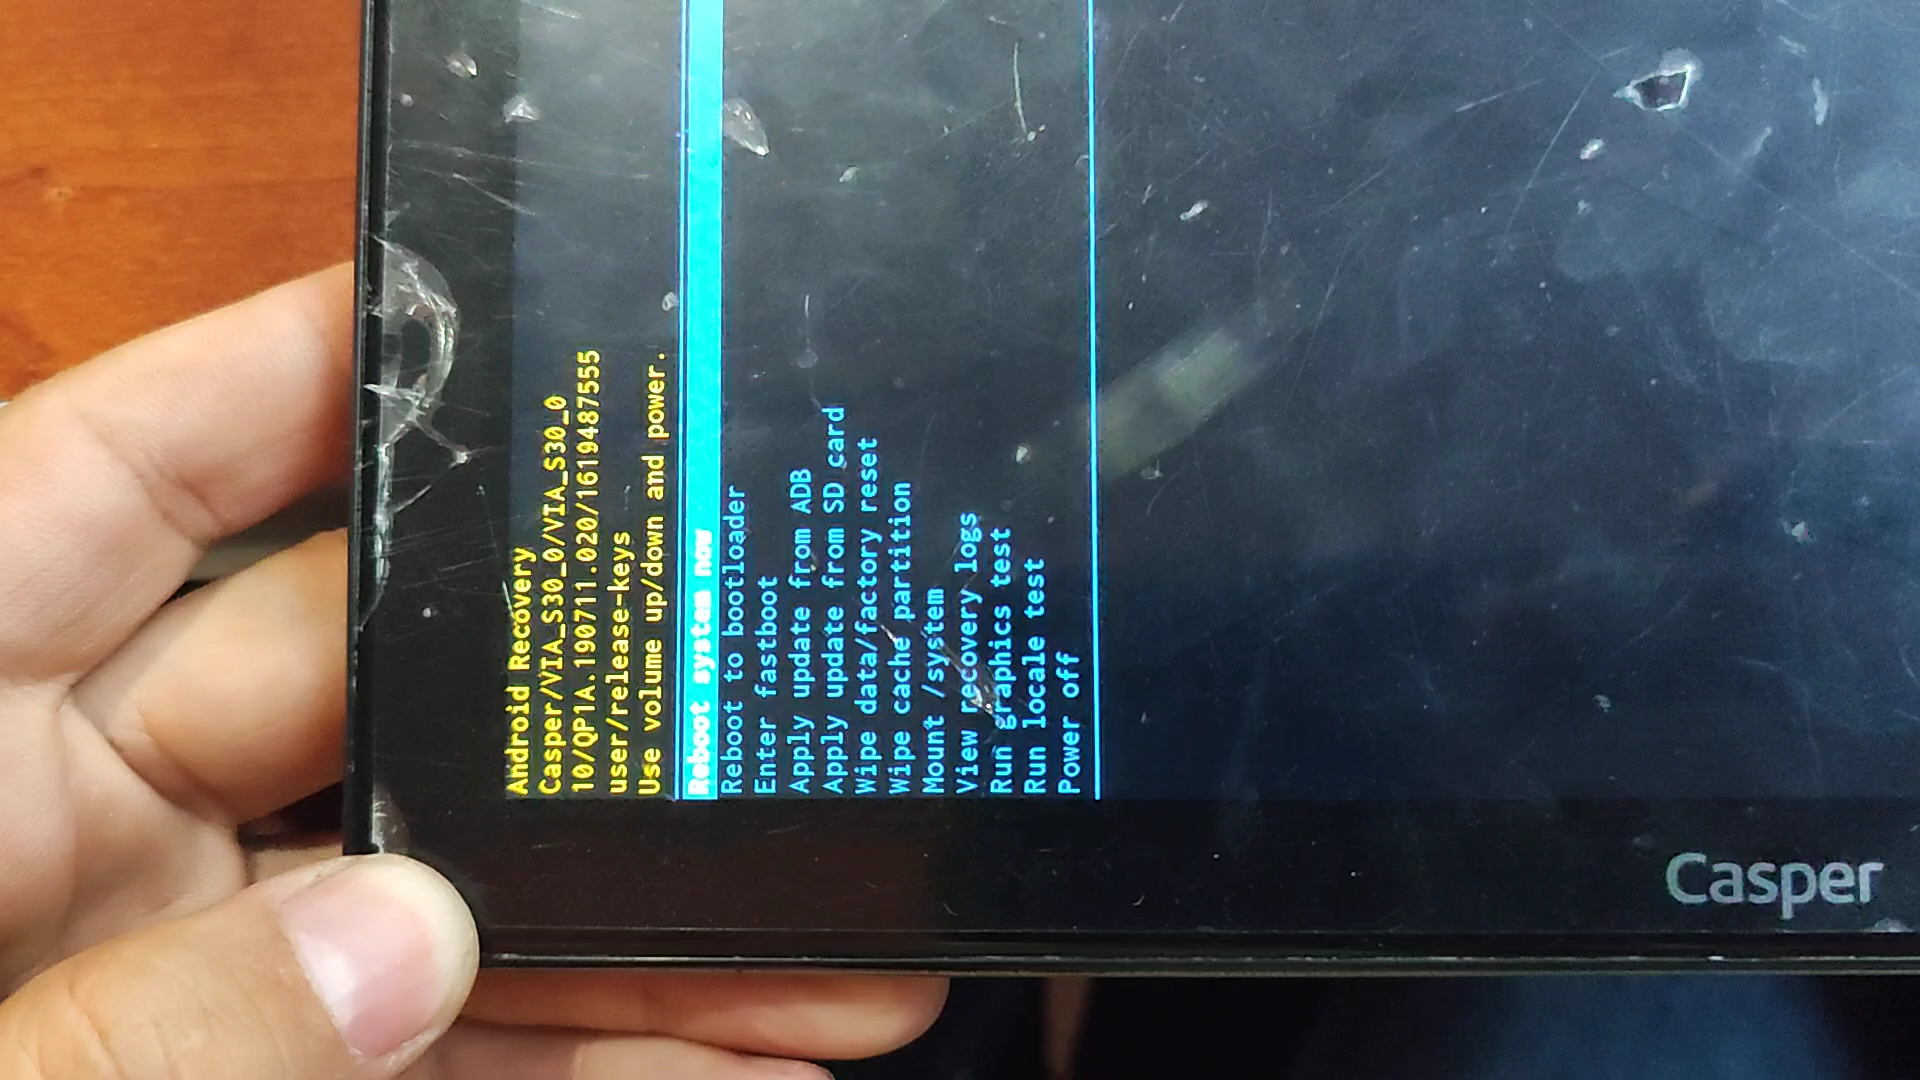 Android Recovery
Casper/VIA_S30_0/VIA_S30_0
10/QP1A.190711.020/1619487555
user/release-keys
Use volume up/down and power.
Reboot system now
Reboot to bootloader
Enter fastboot
Apply update from ADB
Apply update from SD card
Wipe data/factory reset
Wipe cache partition
Mount /system
View recovery logs
Run graphics test
Run locale test
Power off
Casper